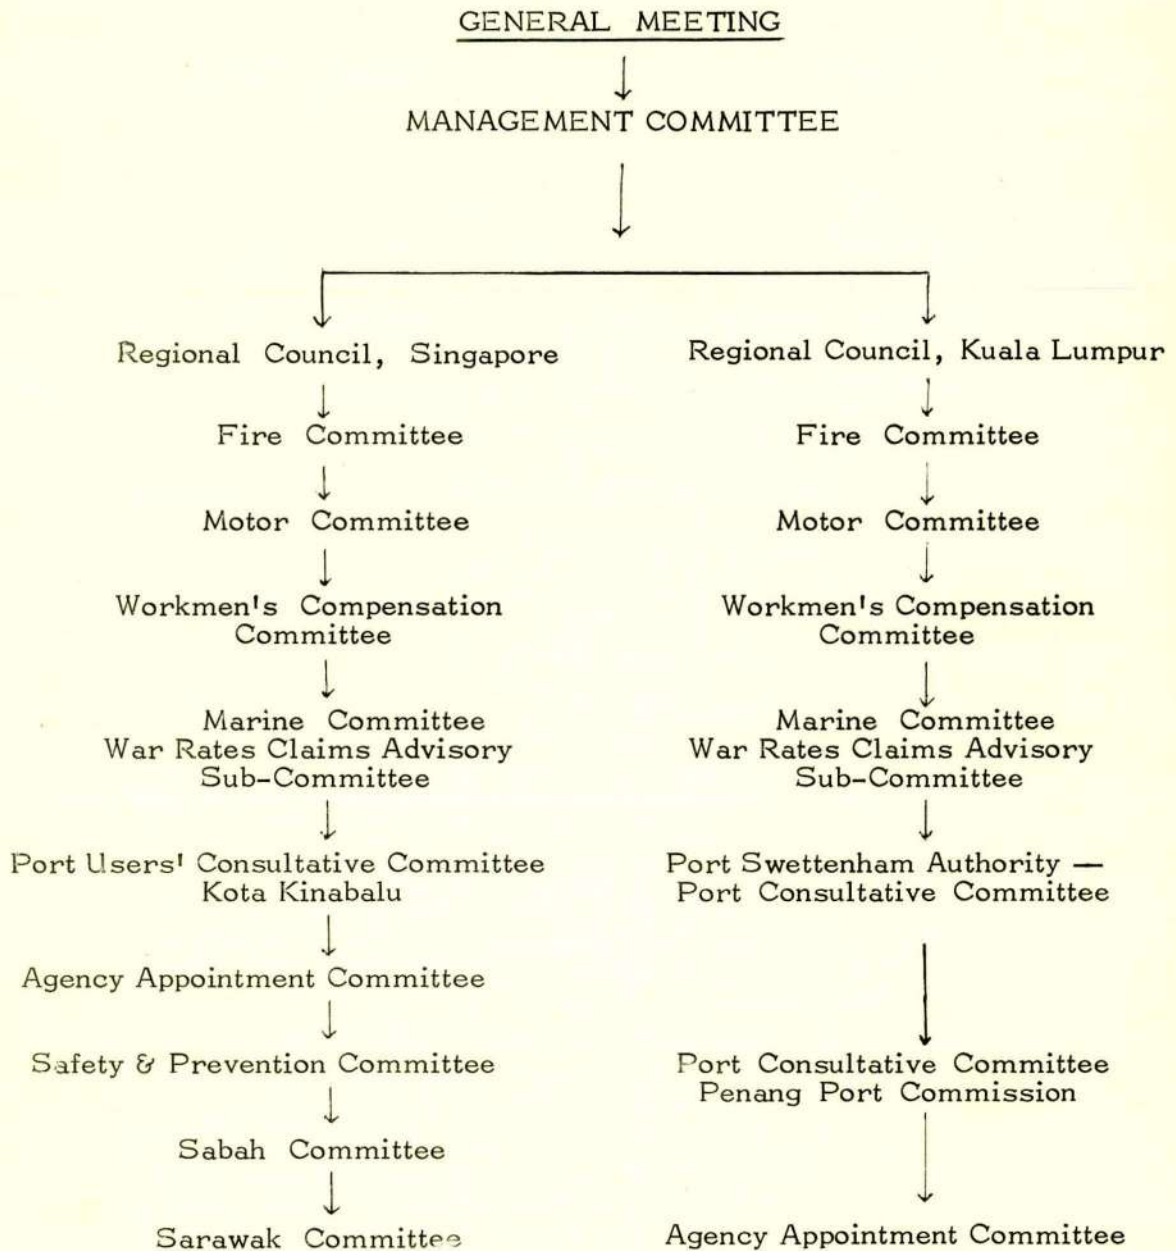 GENERAL MEETING
MANAGEMENT COMMITTEE
Regional Council, Singapore
Fire Committee
Motor Committee
Workmen's Compensation
Committee
Marine Committee
War Rates Claims Advisory
Sub-Committee
Port Users' Consultative Committee
Kota Kinabalu
Agency Appointment Committee
Safety & Prevention Committee
Sabah Committee
Sarawak Committee
Regional Council, Kuala Lumpur
Fire Committee
Motor Committee
Workmen's Compensation
Committee
Marine Committee
War Rates Claims Advisory
Sub-Committee
Port Swettenham Authority —
Port Consultative Committee
Port Consultative Committee
Penang Port Commission
Agency Appointment Committee